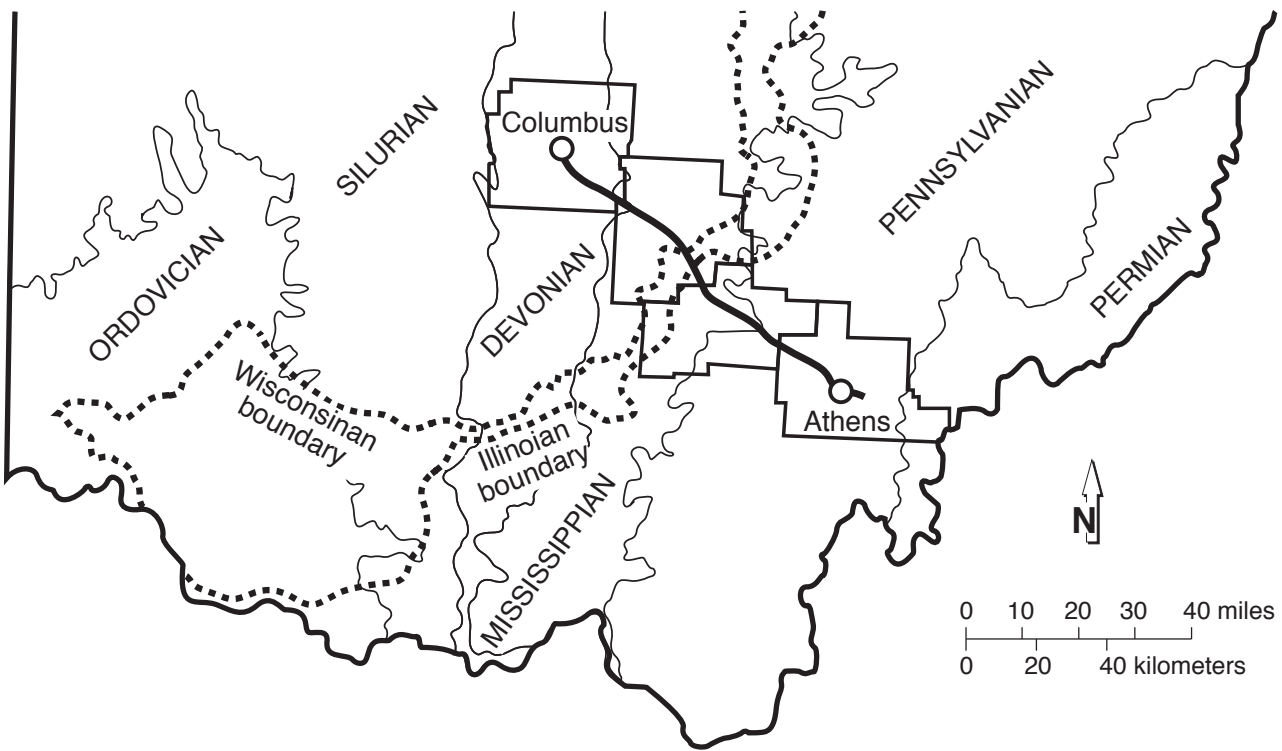 Columbus
SILURIAN
PENNSYLVANIAN
ORDOVICIAN
DEVONIAN
PERMIAN
Wisconsinan
boundary
Athens
Illinoian
boundary
MISSISSIPPIAN
N
0 10 20 30 40 miles
0 20 40 kilometers